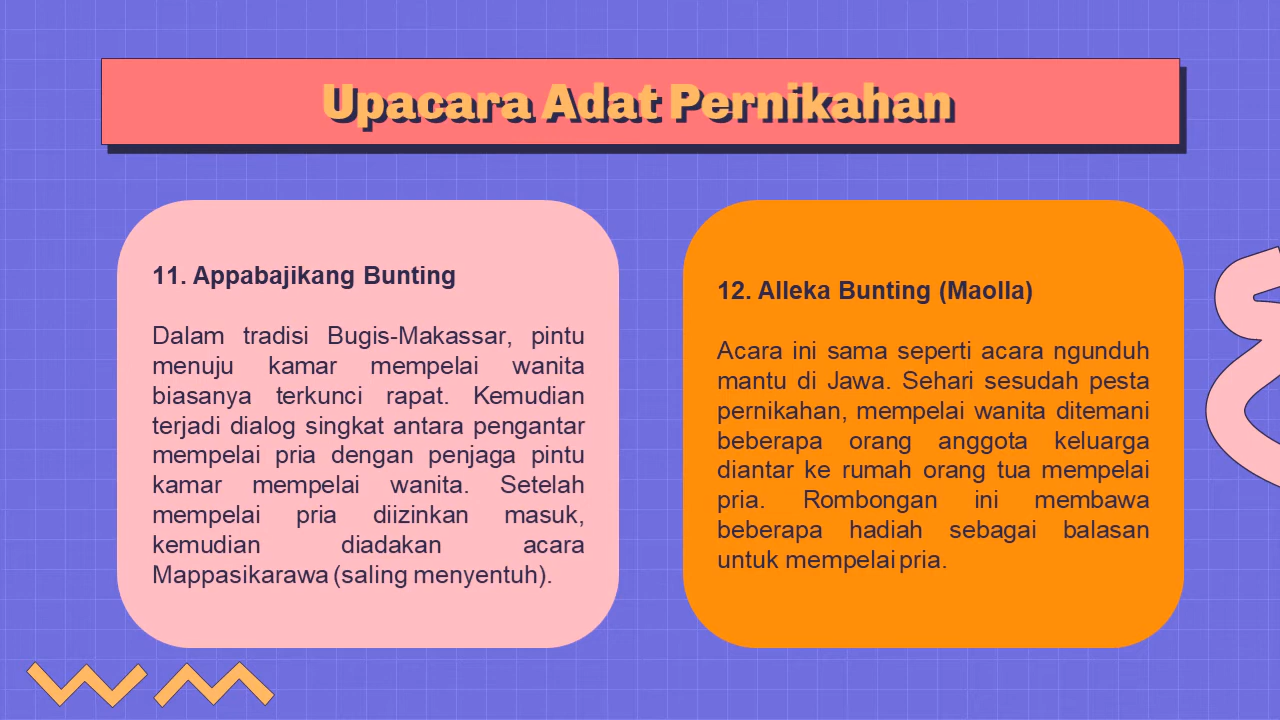 Upacara Adat Pernikahan
11. Appabajikang Bunting
Dalam tradisi Bugis-Makassar, pintu
menuju kamar mempelai wanita
biasanya terkunci rapat. Kemudian
terjadi dialog singkat antara pengantar
mempelai pria dengan penjaga pintu
kamar mempelai wanita. Setelah
mempelai pria diizinkan masuk,
kemudian diadakan acara
Mappasikarawa (saling menyentuh).
12. Alleka Bunting (Maolla)
Acara ini sama seperti acara ngunduh
mantu di Jawa. Sehari sesudah pesta
pernikahan, mempelai wanita ditemani
beberapa orang anggota keluarga
diantar ke rumah orang tua mempelai
pria. Rombongan ini membawa
beberapa hadiah sebagai balasan
untuk mempelai pria.